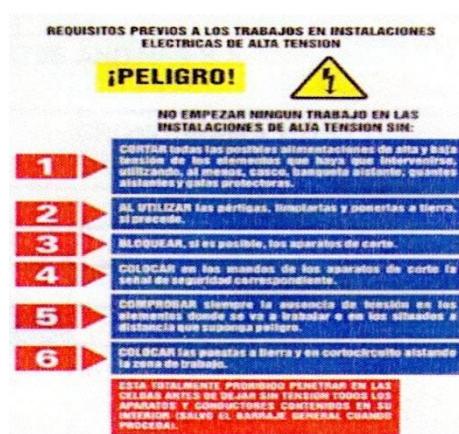 REQUISITOS PREVIOS A LOS TRABAJOS EN INSTALACIONES
ELECTRICAS DE ALTA TENSION
¡PELIGRO!
NO EMPEZAR NINGUN TRABAJO EN LAS
INSTALACIONES DE ALTA TENSION SIN:
1
CORTAR todas las posibles alimentaciones de alta y baja
tensión de los elementos que haya que intervenirse,
utilizando, al menos, casco, banqueta aislante, guantes
aislantes y gafas protectoras.
2
AL UTILIZAR las pértigas, limpiarlas y ponerlas a tierra,
si procede.
3
BLOQUEAR, si es posible, los aparatos de corte.
4
COLOCAR en los mandos de los aparatos de corte la
señal de seguridad correspondiente.
5
COMPROBAR siempre la ausencia de tensión en los
elementos donde se va a trabajar o en los situados a
distancia que suponga peligro.
6
COLOCAR las puestas a tierra y en cortocircuito aislando
la zona de trabajo.
ESTA TOTALMENTE PROHIBIDO PENETRAR EN LAS
CELDAS ANTES DE DEJAR SIN TENSION TODOS LOS
APARATOS Y CONDUCTORES CONTENIDOS EN SU
INTERIOR (SALVO EL BARRAJE GENERAL CUANDO
PROCEDA).